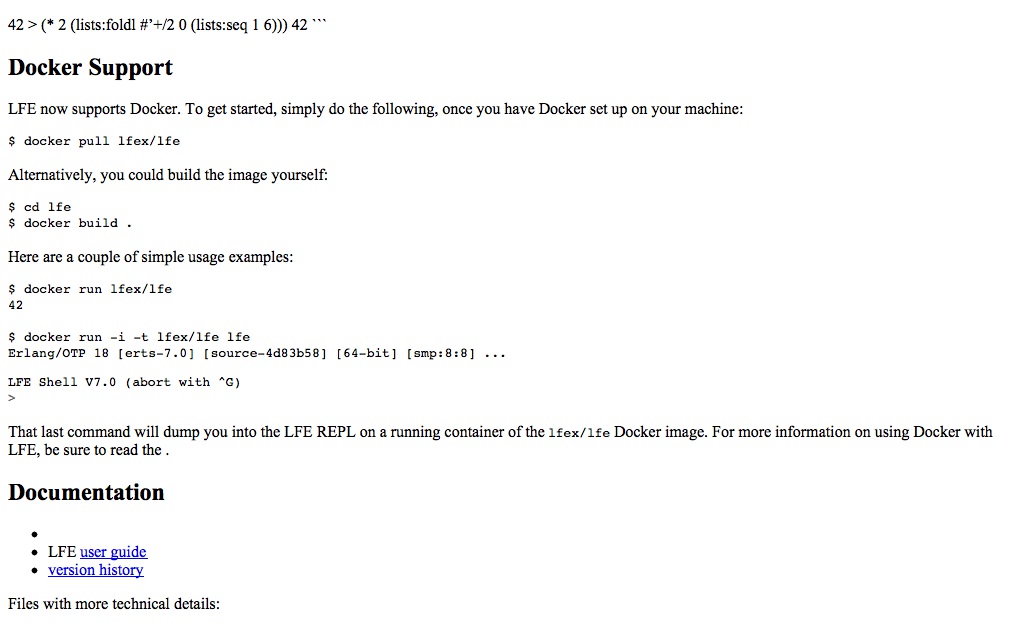 42 > (* 2 (lists:foldl #’+/2 0 (lists:seq 1 6))) 42 ```
Docker Support
LFE now supports Docker. To get started, simply do the following, once you have Docker set up on your machine:
$ docker pull lfex/lfe
Alternatively, you could build the image yourself:
$ cd lfe
$ docker build .
Here are a couple of simple usage examples:
$ docker run lfex/lfe
42
$ docker run -i -t lfex/lfe lfe
Erlang/OTP 18 [erts-7.0] [source-4d83b58] [64-bit] [smp:8:8] ...
LFE Shell V7.0 (abort with ^G)
>
That last command will dump you into the LFE REPL on a running container of the lfex/lfe Docker image. For more information on using Docker with
LFE, be sure to read the .
Documentation
•
• LFE user guide
• version history
Files with more technical details: